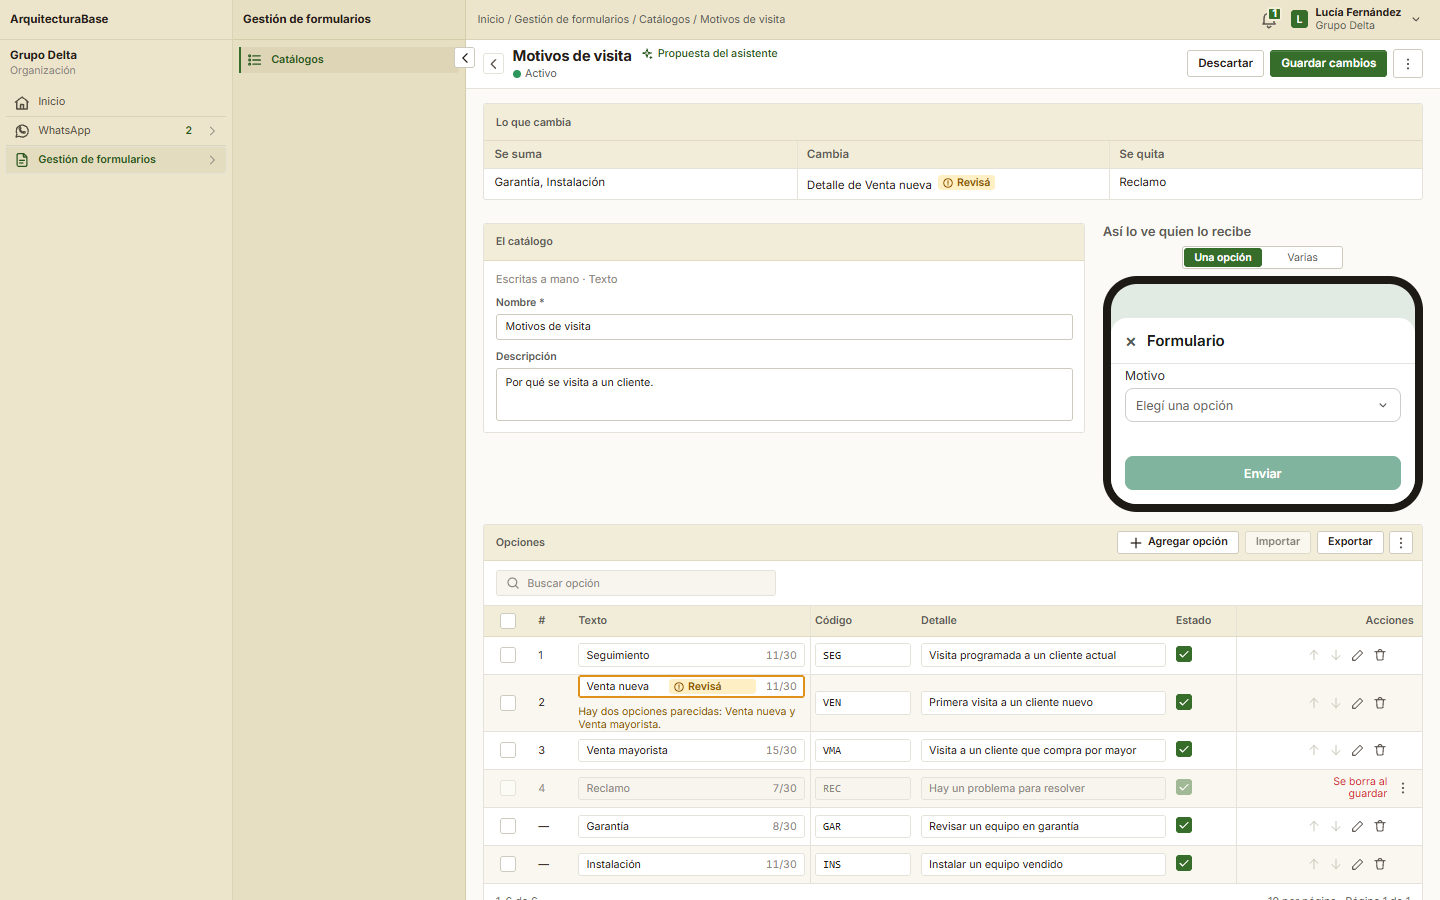 ArquitecturaBase
Grupo Delta
Organización
Inicio
WhatsApp 2
Gestión de formularios
Gestión de formularios
Catálogos
Inicio / Gestión de formularios / Catálogos / Motivos de visita
1
L
Lucía Fernández
Grupo Delta
Motivos de visita
Propuesta del asistente
Activo
Descartar
Guardar cambios
Lo que cambia
Se suma Cambia Se quita
Garantía, Instalación Detalle de Venta nueva Revisá Reclamo
El catálogo
Escritas a mano · Texto
Nombre *
Motivos de visita
Descripción
Por qué se visita a un cliente.
Así lo ve quien lo recibe
Una opción Varias
Formulario
Motivo
Elegí una opción
Enviar
Opciones
Agregar opción Importar Exportar
Buscar opción
# Texto Código Detalle Estado Acciones
1 Seguimiento 11/30 SEG Visita programada a un cliente actual
2 Venta nueva Revisá 11/30 VEN Primera visita a un cliente nuevo
Hay dos opciones parecidas: Venta nueva y
Venta mayorista.
3 Venta mayorista 15/30 VMA Visita a un cliente que compra por mayor
4 Reclamo 7/30 REC Hay un problema para resolver Se borra al
guardar
— Garantía 8/30 GAR Revisar un equipo en garantía
— Instalación 11/30 INS Instalar un equipo vendido